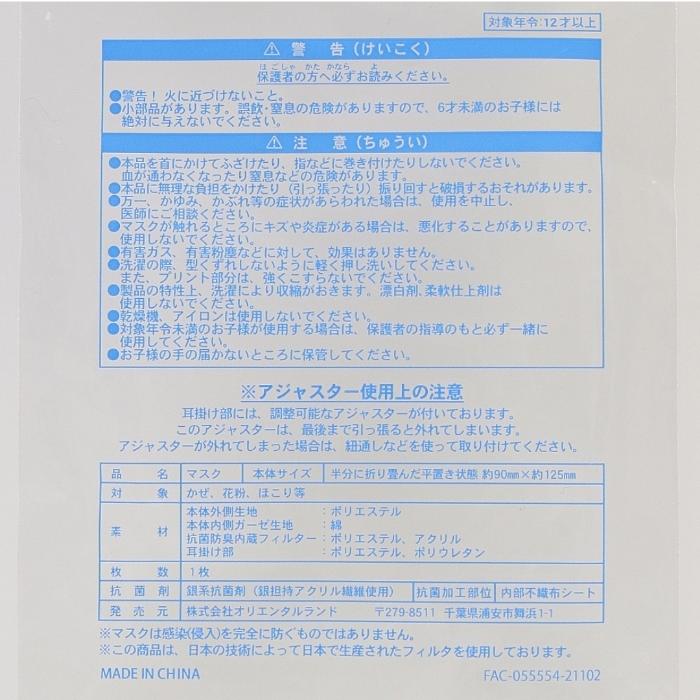 対象年令:12才以上
⚠ 警 告(けいこく)
保護者の方へ必ずお読みください。
●警告! 火に近づけないこと。
●小部品があります。誤飲・窒息の危険がありますので、6才未満のお子様には
絶対に与えないでください。
⚠ 注 意(ちゅうい)
●本品を首にかけてふざけたり、指などに巻き付けたりしないでください。
血が通わなくなったり窒息などの危険があります。
●本品に無理な負担をかけたり(引っ張ったり)振り回すと破損するおそれがあります。
●万一、かゆみ、かぶれ等の症状があらわれた場合は、使用を中止し、
医師にご相談ください。
●マスクが触れるところにキズや炎症がある場合は、悪化することがありますので、
使用しないでください。
●有害ガス、有害粉塵などに対して、効果はありません。
●洗濯の際、型くずれしないように軽く押し洗いしてください。
また、プリント部分は、強くこすらないでください。
●製品の特性上、洗濯により収縮がおきます。漂白剤、柔軟仕上剤は
使用しないでください。
●乾燥機、アイロンは使用しないでください。
●対象年令未満のお子様が使用する場合は、保護者の指導のもと必ず一緒に
使用してください。
●お子様の手の届かないところに保管してください。
※アジャスター使用上の注意
耳掛け部には、調整可能なアジャスターが付いております。
このアジャスターは、最後まで引っ張ると外れてしまいます。
アジャスターが外れてしまった場合は、紐通しなどを使って取り付けてください。
品 名 マスク 本体サイズ 半分に折り畳んだ平置き状態 約90mm×約125mm
対 象 かぜ、花粉、ほこり等
素 材 本体外側生地 :ポリエステル
本体内側ガーゼ生地 :綿
抗菌防臭内蔵フィルター:ポリエステル、アクリル
耳掛け部 :ポリエステル、ポリウレタン
枚 数 1枚
抗 菌 剤 銀系抗菌剤(銀担持アクリル繊維使用) 抗菌加工部位 内部不織布シート
発 売 元 株式会社オリエンタルランド 〒279-8511 千葉県浦安市舞浜1-1
※マスクは感染(侵入)を完全に防ぐものではありません。
※この商品は、日本の技術によって日本で生産されたフィルタを使用しております。
MADE IN CHINA FAC-055554-21102